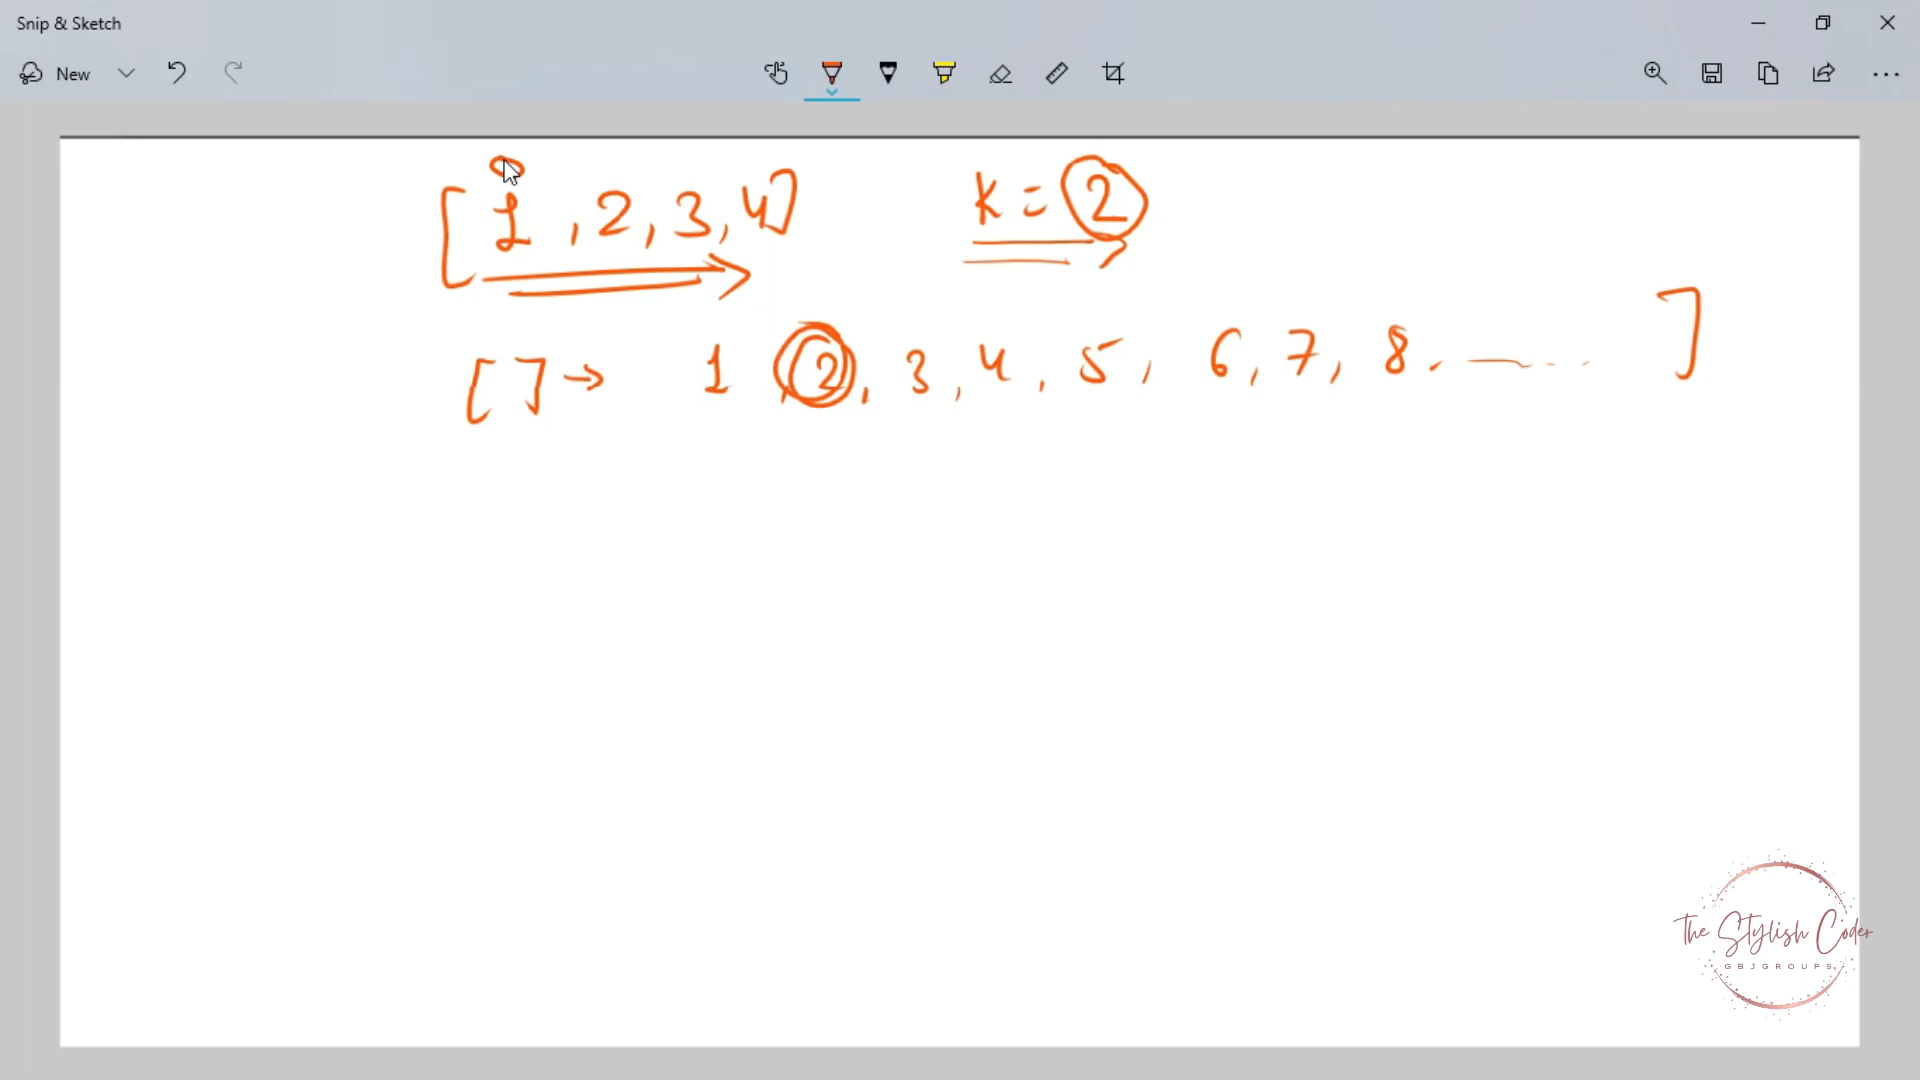 Snip & Sketch
New
0
[1, 2, 3, 4] K = 2
[] → 1, 2, 3, 4, 5, 6, 7, 8. —...]
The Stylish Coder
GBJGROUPS